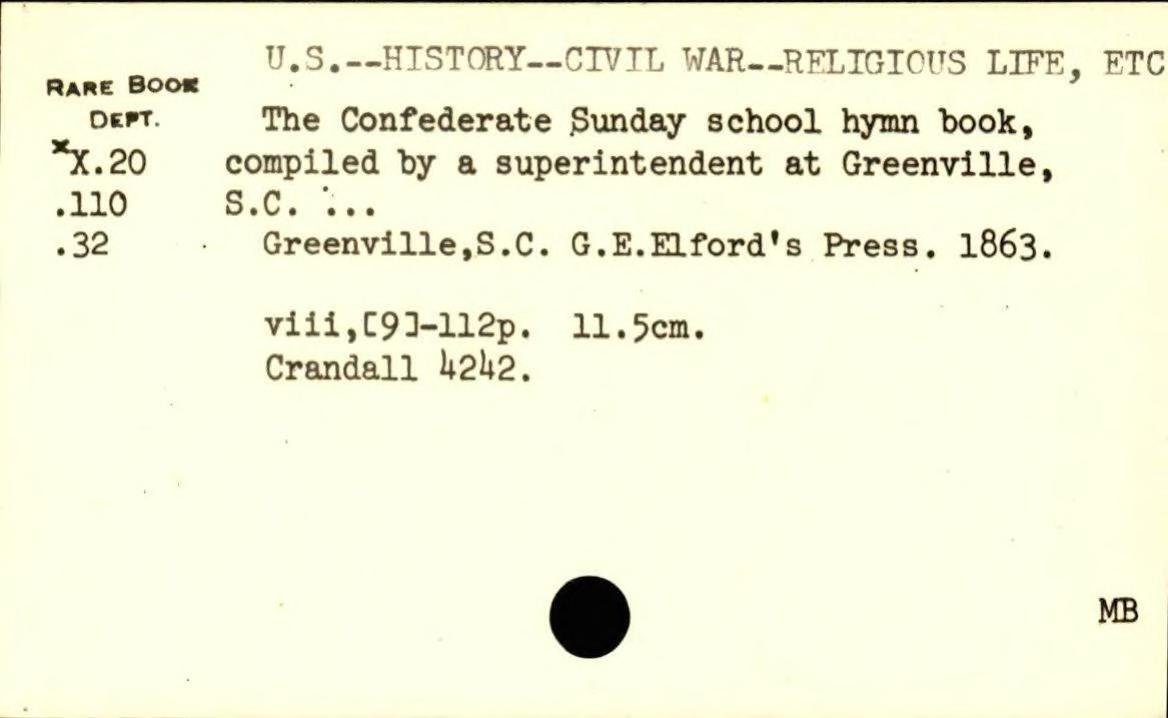 U.S.--HISTORY--CIVIL WAR--RELIGIOUS LIFE, ETC
RARE BOOK
DEPT.
The Confederate Sunday school hymn book,
xX.20 compiled by a superintendent at Greenville,
.110 S.C. ...
.32 Greenville,S.C. G.E.Elford's Press. 1863.
viii,[9]-112p. 11.5cm.
Crandall 4242.
MB